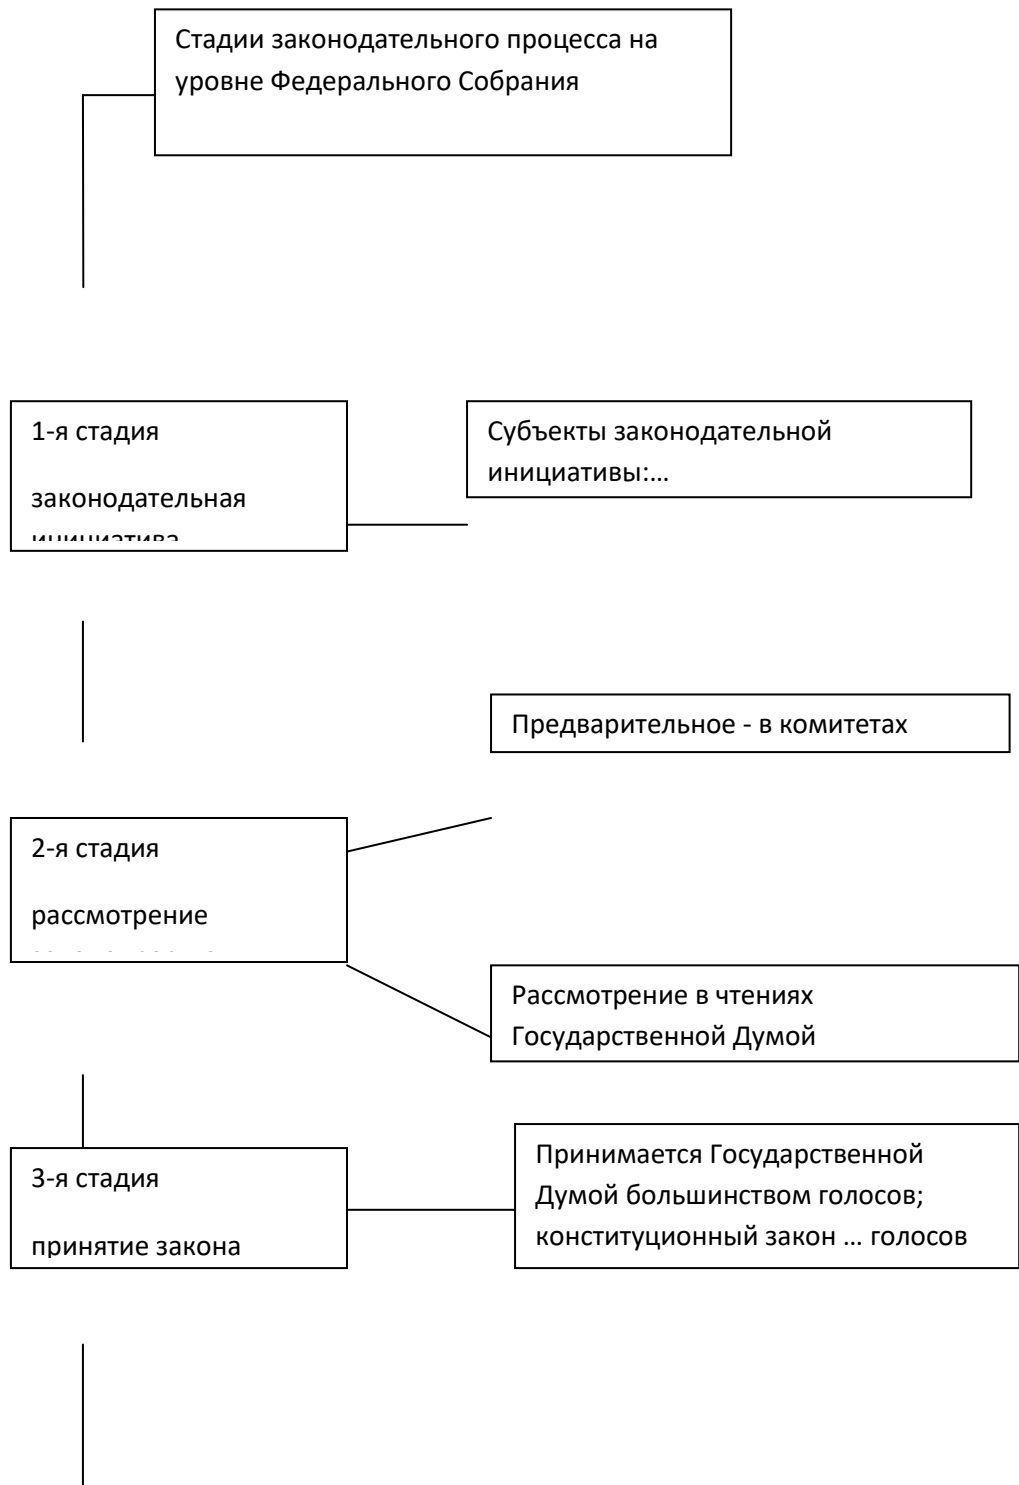 Стадии законодательного процесса на
уровне Федерального Собрания
1-я стадия
законодательная
инициатива
Субъекты законодательной
инициативы:...
Предварительное - в комитетах
2-я стадия
рассмотрение
Рассмотрение в чтениях
Государственной Думой
3-я стадия
принятие закона
Принимается Государственной
Думой большинством голосов;
конституционный закон ... голосов